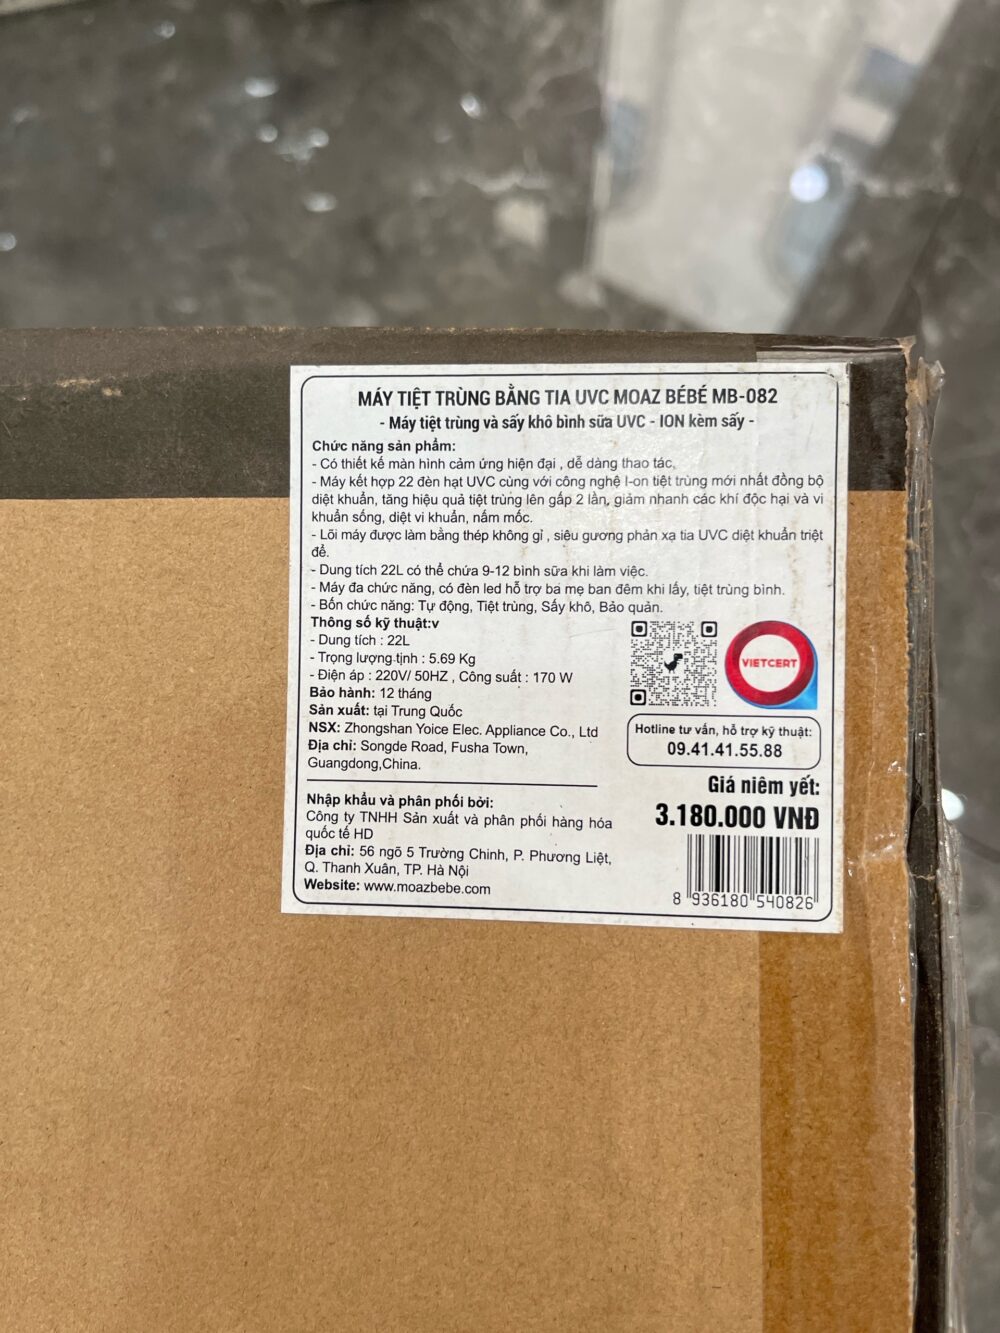 MÁY TIỆT TRÙNG BẰNG TIA UVC MOAZ BÉBÉ MB-082
- Máy tiệt trùng và sấy khô bình sữa UVC - ION kèm sấy -
Chức năng sản phẩm:
- Có thiết kế màn hình cảm ứng hiện đại , dễ dàng thao tác,
- Máy kết hợp 22 đèn hạt UVC cùng với công nghệ I-on tiệt trùng mới nhất đồng bộ
diệt khuẩn, tăng hiệu quả tiệt trùng lên gấp 2 lần, giảm nhanh các khí độc hại và vi
khuẩn sống, diệt vi khuẩn, nấm mốc.
- Lõi máy được làm bằng thép không gỉ , siêu gương phản xạ tia UVC diệt khuẩn triệt
để.
- Dung tích 22L có thể chứa 9-12 bình sữa khi làm việc.
- Máy đa chức năng, có đèn led hỗ trợ ba mẹ ban đêm khi lấy, tiệt trùng bình.
- Bốn chức năng: Tự động, Tiệt trùng, Sấy khô, Bảo quản.
Thông số kỹ thuật:v
- Dung tích : 22L
- Trọng lượng tịnh : 5.69 Kg
- Điện áp : 220V/ 50HZ , Công suất : 170 W
Bảo hành: 12 tháng
Sản xuất: tại Trung Quốc
NSX: Zhongshan Yoice Elec. Appliance Co., Ltd
Địa chỉ: Songde Road, Fusha Town,
Guangdong,China.
Nhập khẩu và phân phối bởi:
Công ty TNHH Sản xuất và phân phối hàng hóa
quốc tế HD
Địa chỉ: 56 ngõ 5 Trường Chinh, P. Phương Liệt,
Q. Thanh Xuân, TP. Hà Nội
Website: www.moazbebe.com
VIETCERT
Hotline tư vấn, hỗ trợ kỹ thuật:
09.41.41.55.88
Giá niêm yết:
3.180.000 VNĐ
8 936180 540826